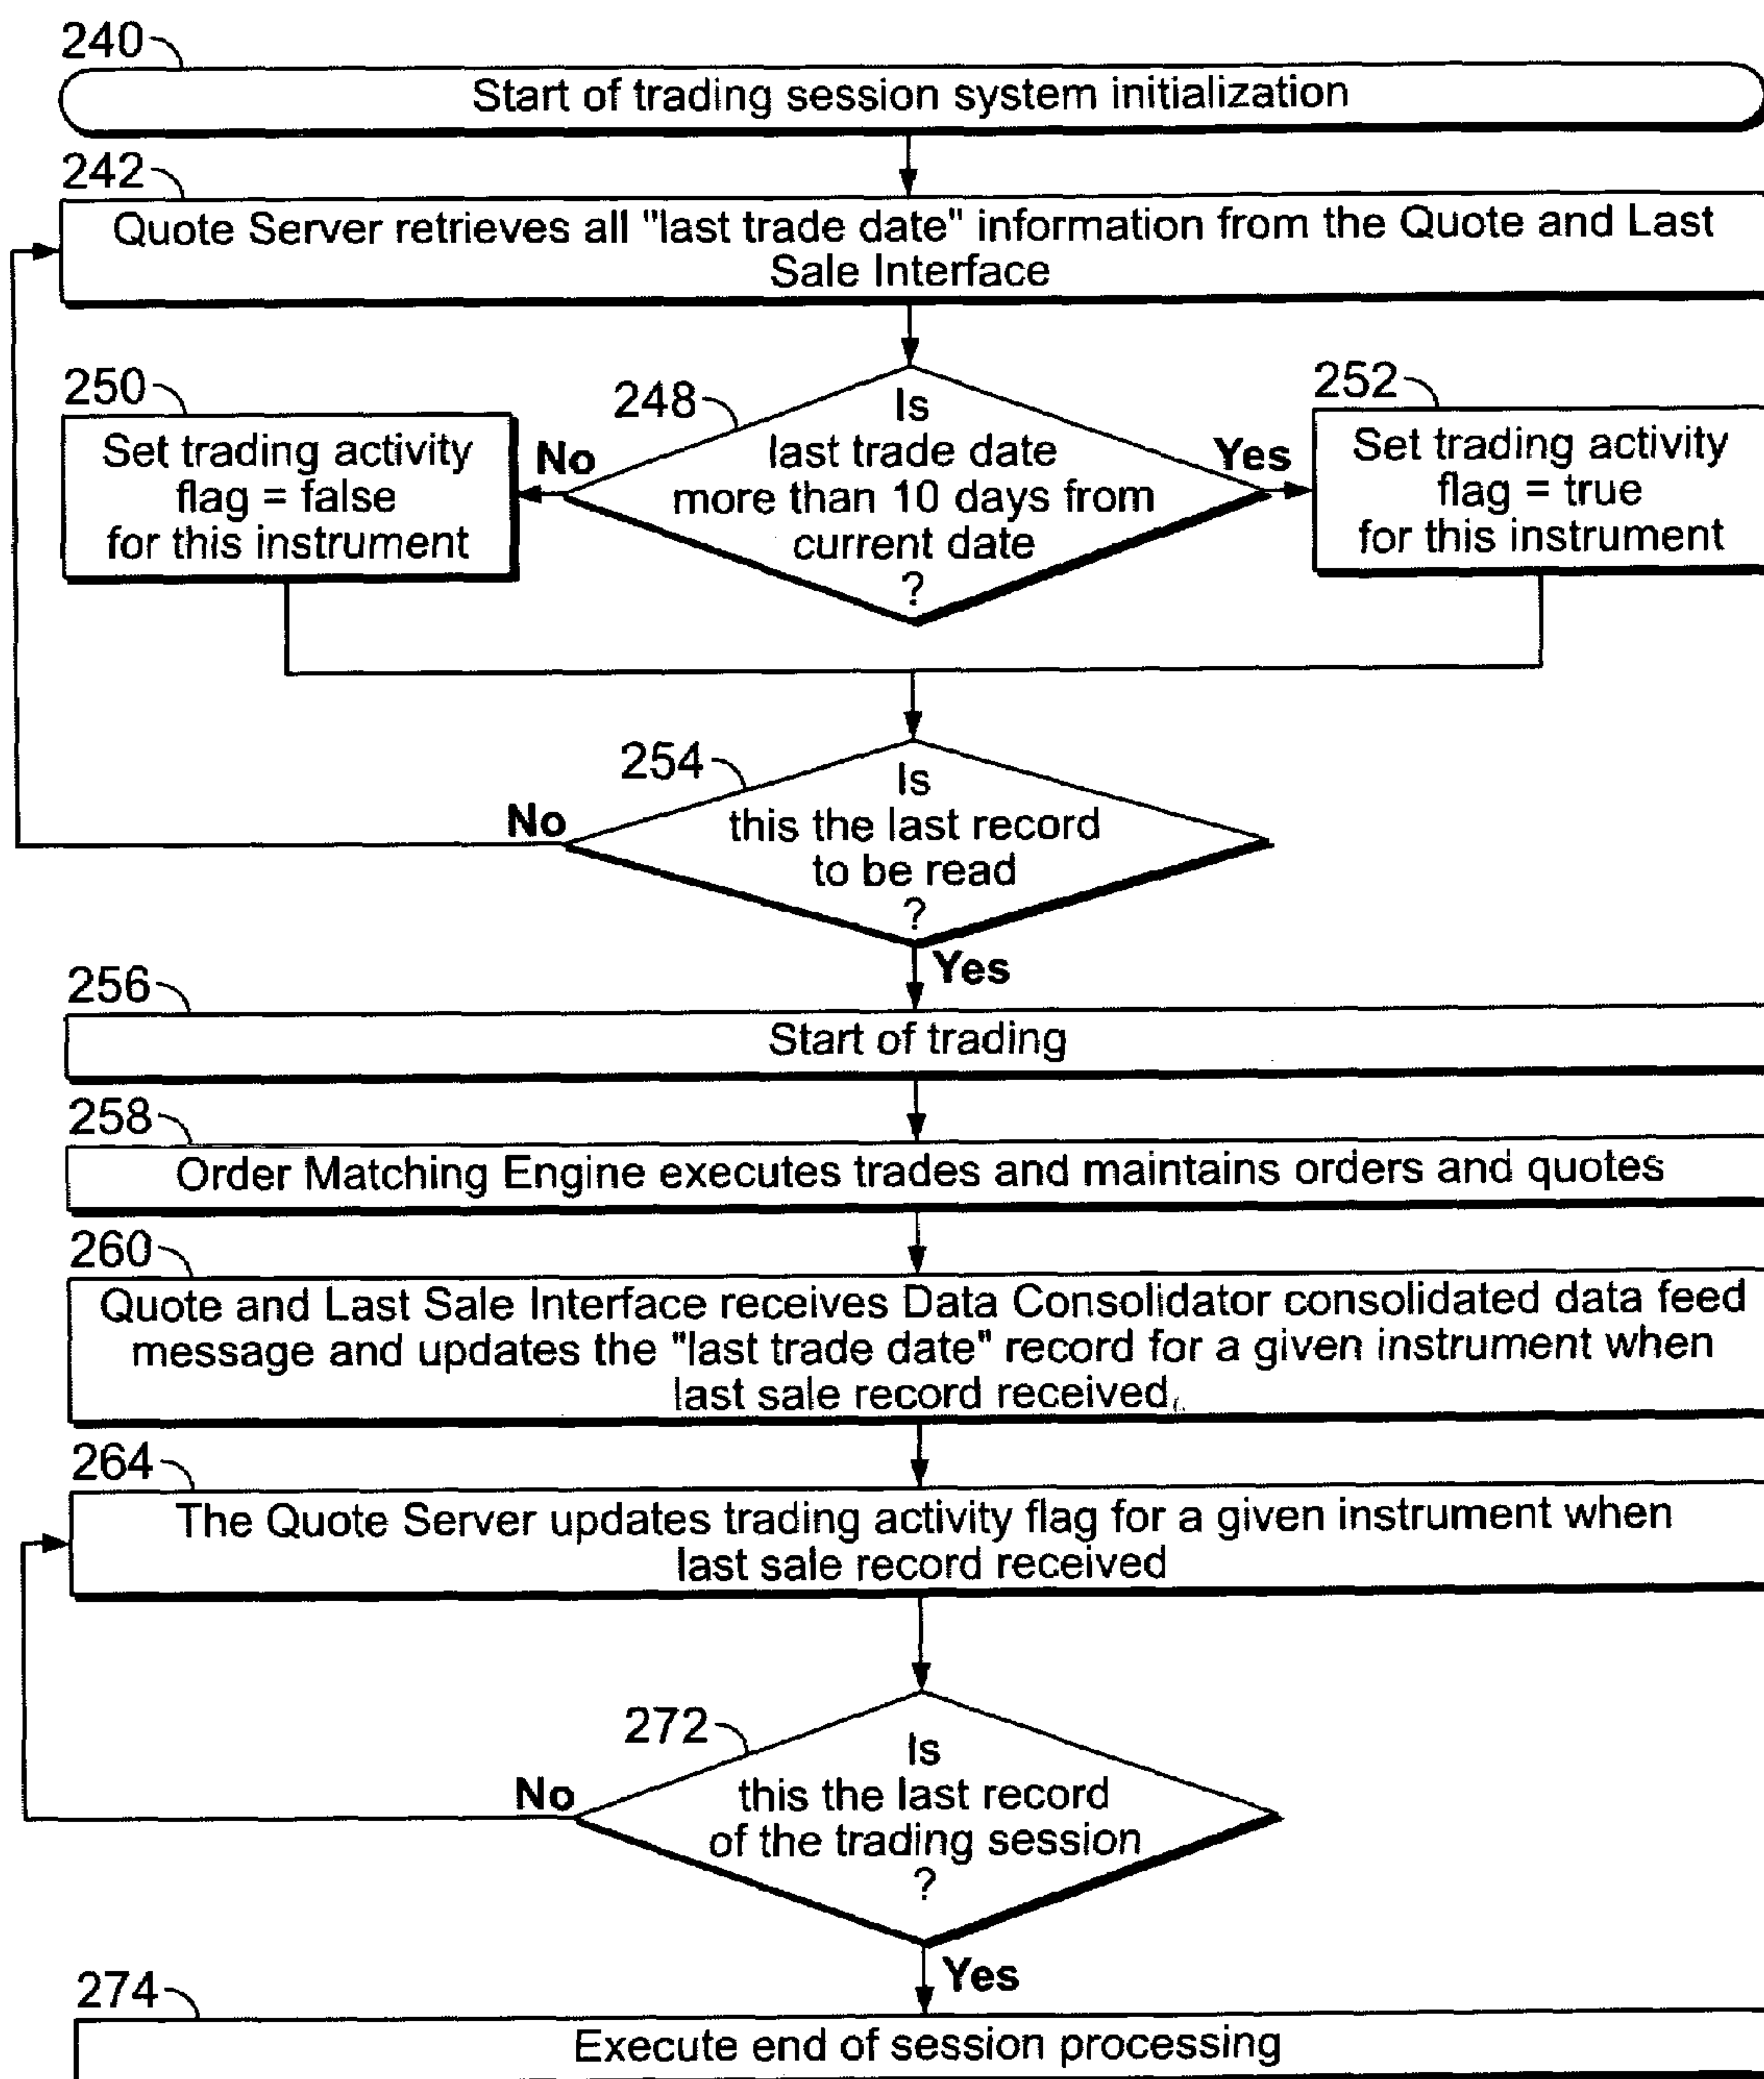 240
Start of trading session system initialization
242
Quote Server retrieves all "last trade date" information from the Quote and Last
Sale Interface
250
Set trading activity
flag = false
for this instrument
No
248
Is
last trade date
more than 10 days from
current date
?
Yes
252
Set trading activity
flag = true
for this instrument
254
No
Is
this the last record
to be read
?
Yes
256
Start of trading
258
Order Matching Engine executes trades and maintains orders and quotes
260
Quote and Last Sale Interface receives Data Consolidator consolidated data feed
message and updates the "last trade date" record for a given instrument when
last sale record received.
264
The Quote Server updates trading activity flag for a given instrument when
last sale record received
272
No
Is
this the last record
of the trading session
?
Yes
274
Execute end of session processing